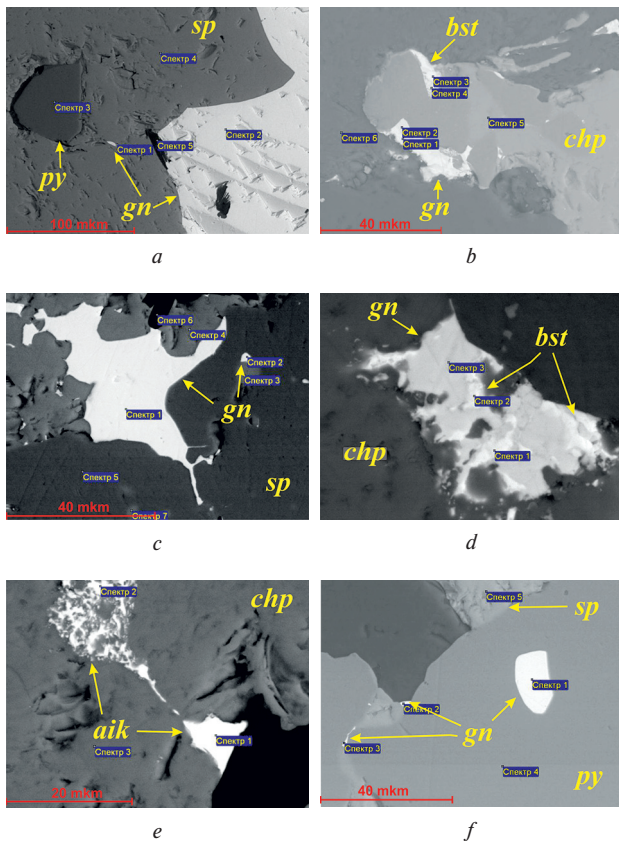 sp
Спектр 4
Спектр 3
Спектр 2
Спектр 1
Спектр 5
py
gn
100 mkm
a
bst
Спектр 3
Спектр 4
Спектр 5
Спектр 2
Спектр 6
Спектр 1
chp
gn
40 mkm
b
Спектр 6
Спектр 4
Спектр 2
Спектр 3
gn
Спектр 1
Спектр 5
sp
40 mkm
Спектр 7
c
gn
bst
Спектр 3
Спектр 2
chp
Спектр 1
d
chp
Спектр 2
aik
Спектр 1
Спектр 3
20 mkm
e
Спектр 5
sp
Спектр 1
Спектр 2
gn
Спектр 3
Спектр 4
py
40 mkm
f